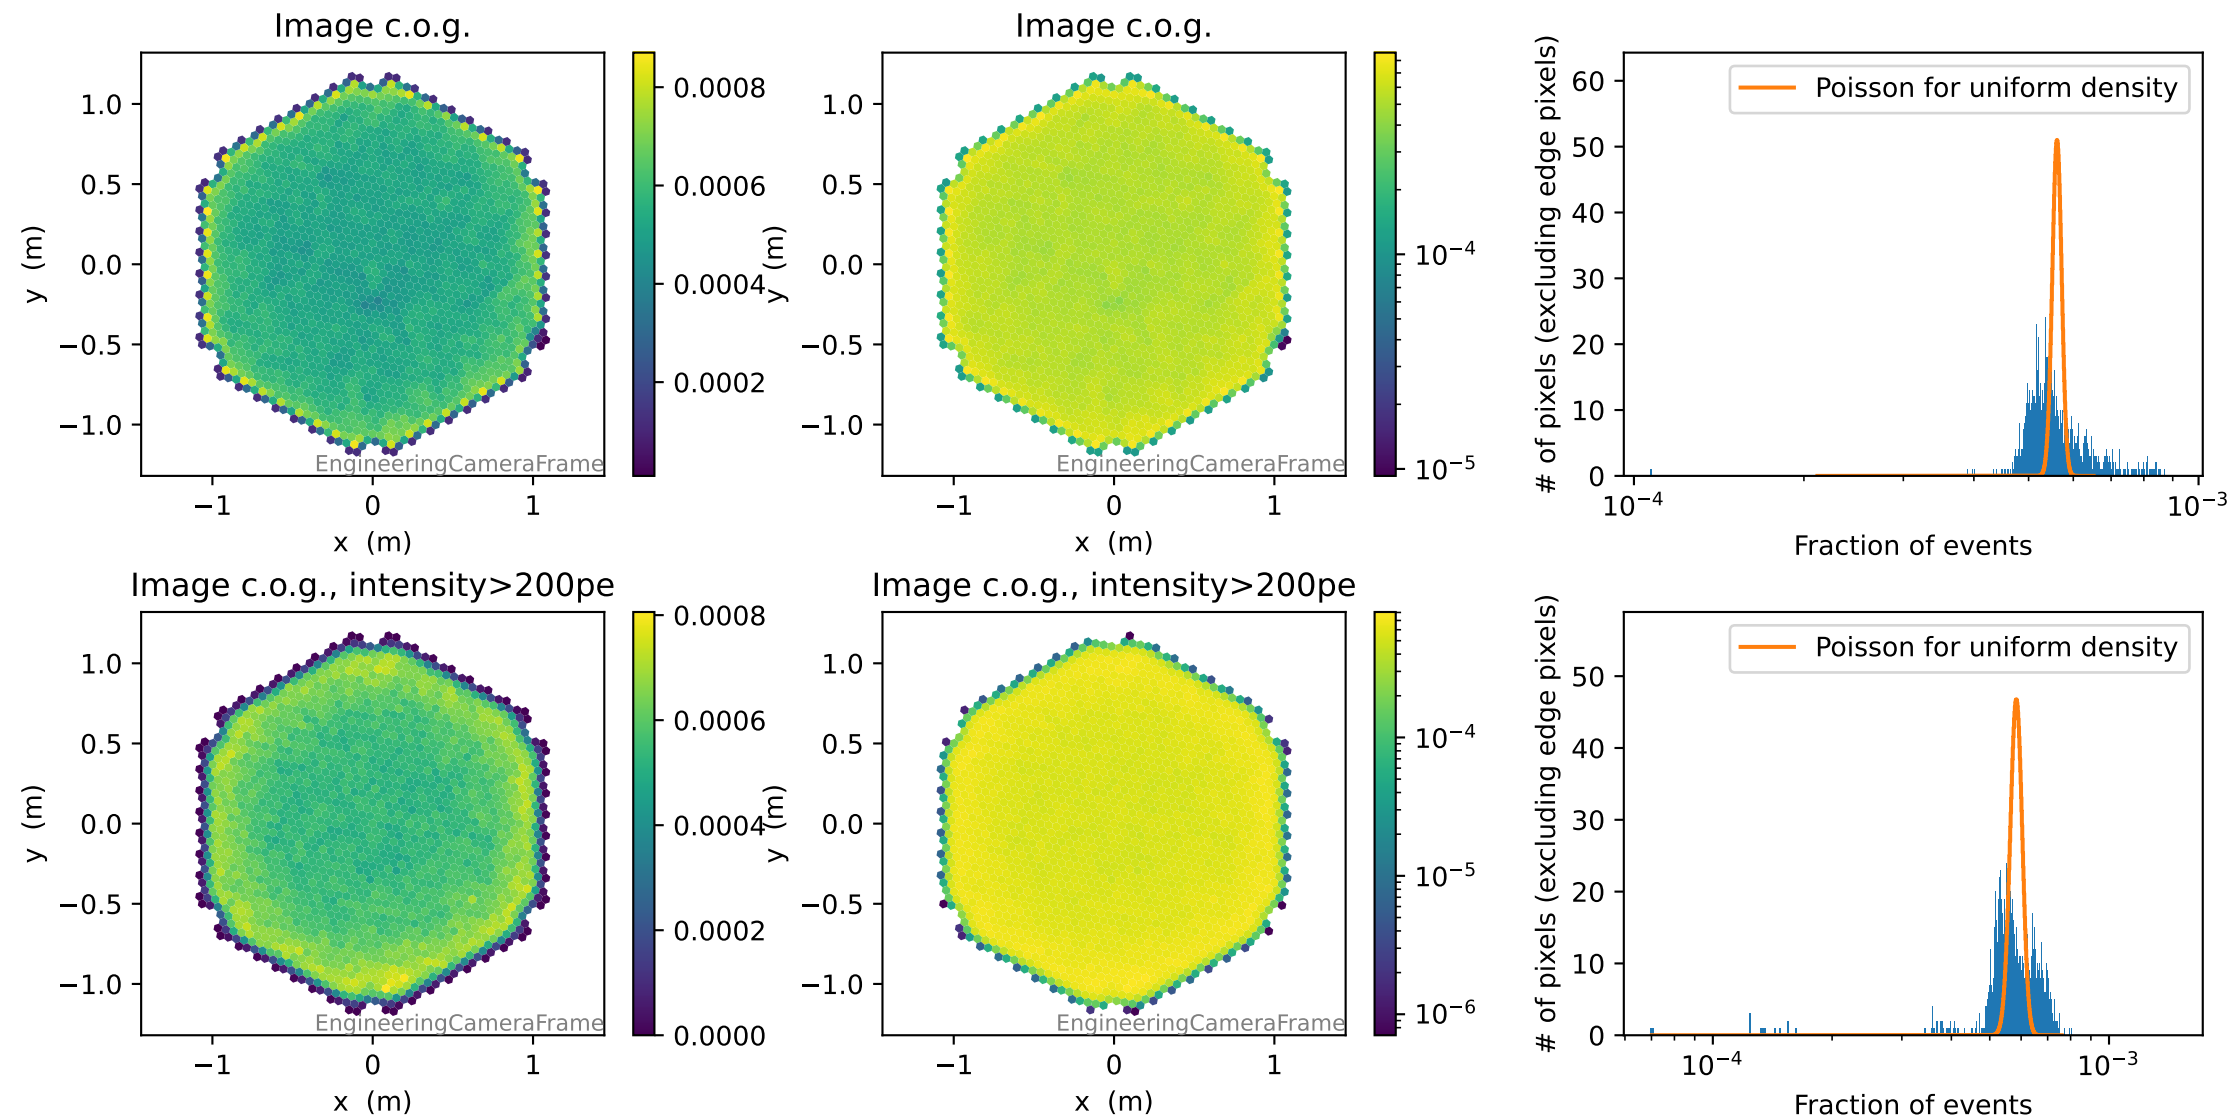 Image c.o.g.
y (m)
1.0
0.5
0.0
−0.5
−1.0
−1 0 1
x (m)
EngineeringCameraFrame
0.0008
0.0006
0.0004
0.0002
Image c.o.g.
y (m)
1.0
0.5
0.0
−0.5
−1.0
−1 0 1
x (m)
EngineeringCameraFrame
10⁻⁴
10⁻⁵
# of pixels (excluding edge pixels)
60
50
40
30
20
10
0
Poisson for uniform density
10⁻⁴ 10⁻³
Fraction of events
Image c.o.g., intensity>200pe
y (m)
1.0
0.5
0.0
−0.5
−1.0
−1 0 1
x (m)
EngineeringCameraFrame
0.0008
0.0006
0.0004
0.0002
0.0000
Image c.o.g., intensity>200pe
y (m)
1.0
0.5
0.0
−0.5
−1.0
−1 0 1
x (m)
EngineeringCameraFrame
10⁻⁴
10⁻⁵
10⁻⁶
# of pixels (excluding edge pixels)
50
40
30
20
10
0
Poisson for uniform density
10⁻⁴ 10⁻³
Fraction of events